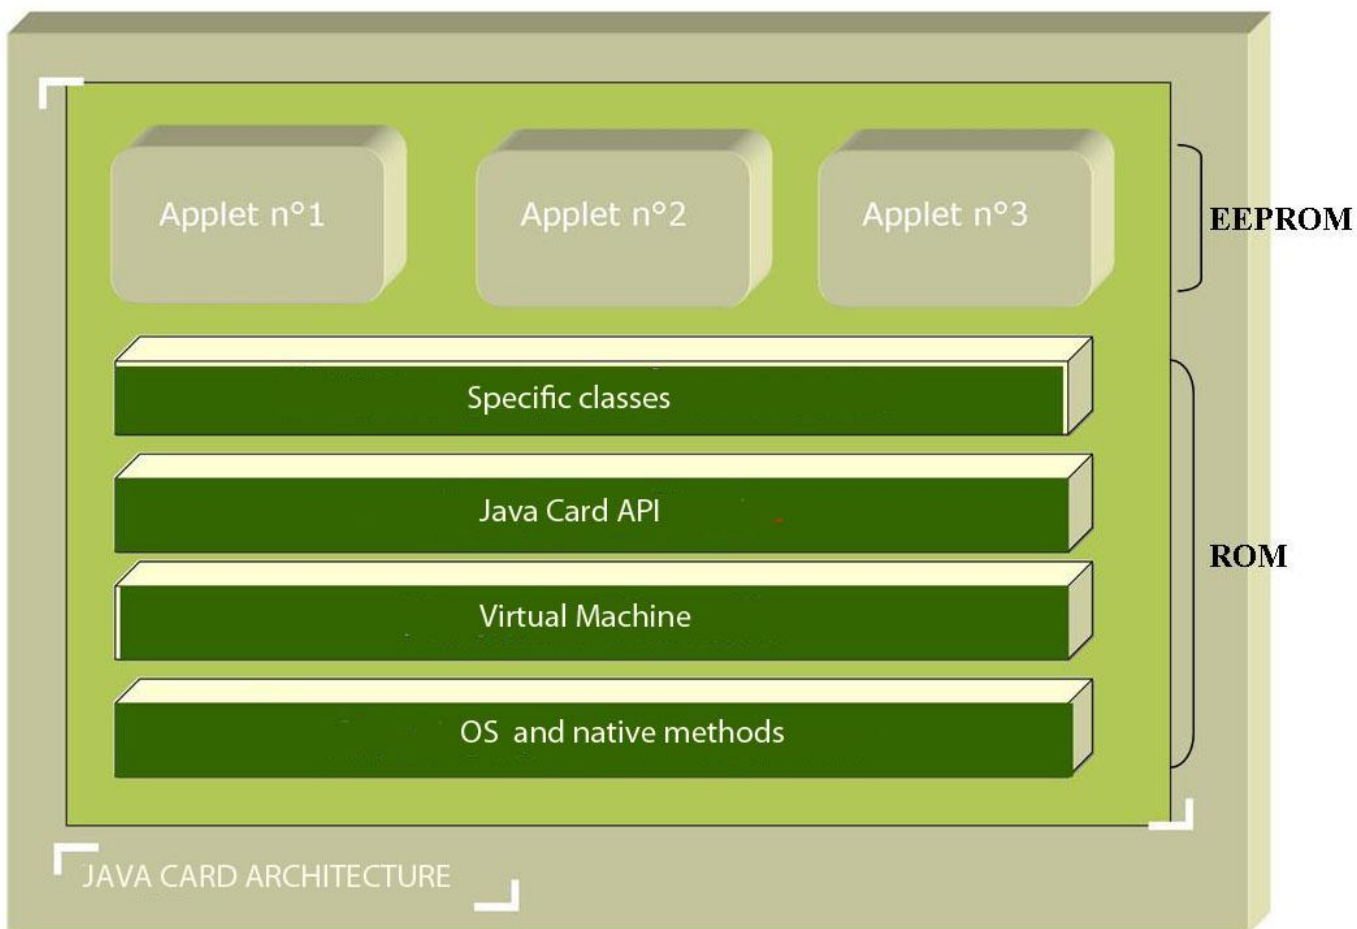 Applet n°1
Applet n°2
Applet n°3
EEPROM
Specific classes
Java Card API
ROM
Virtual Machine
OS and native methods
JAVA CARD ARCHITECTURE